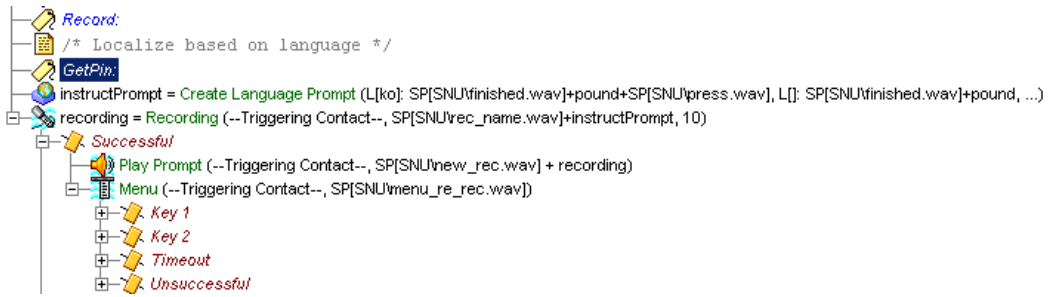 Record:
/* Localize based on language */
GetPin:
instructPrompt = Create Language Prompt (L[ko]: SP[SNU\finished.wav]+pound+SP[SNU\press.wav], L[]: SP[SNU\finished.wav]+pound, ...)
recording = Recording (--Triggering Contact--, SP[SNU\rec_name.wav]+instructPrompt, 10)
Successful
Play Prompt (--Triggering Contact--, SP[SNU\new_rec.wav] + recording)
Menu (--Triggering Contact--, SP[SNU\menu_re_rec.wav])
Key 1
Key 2
Timeout
Unsuccessful